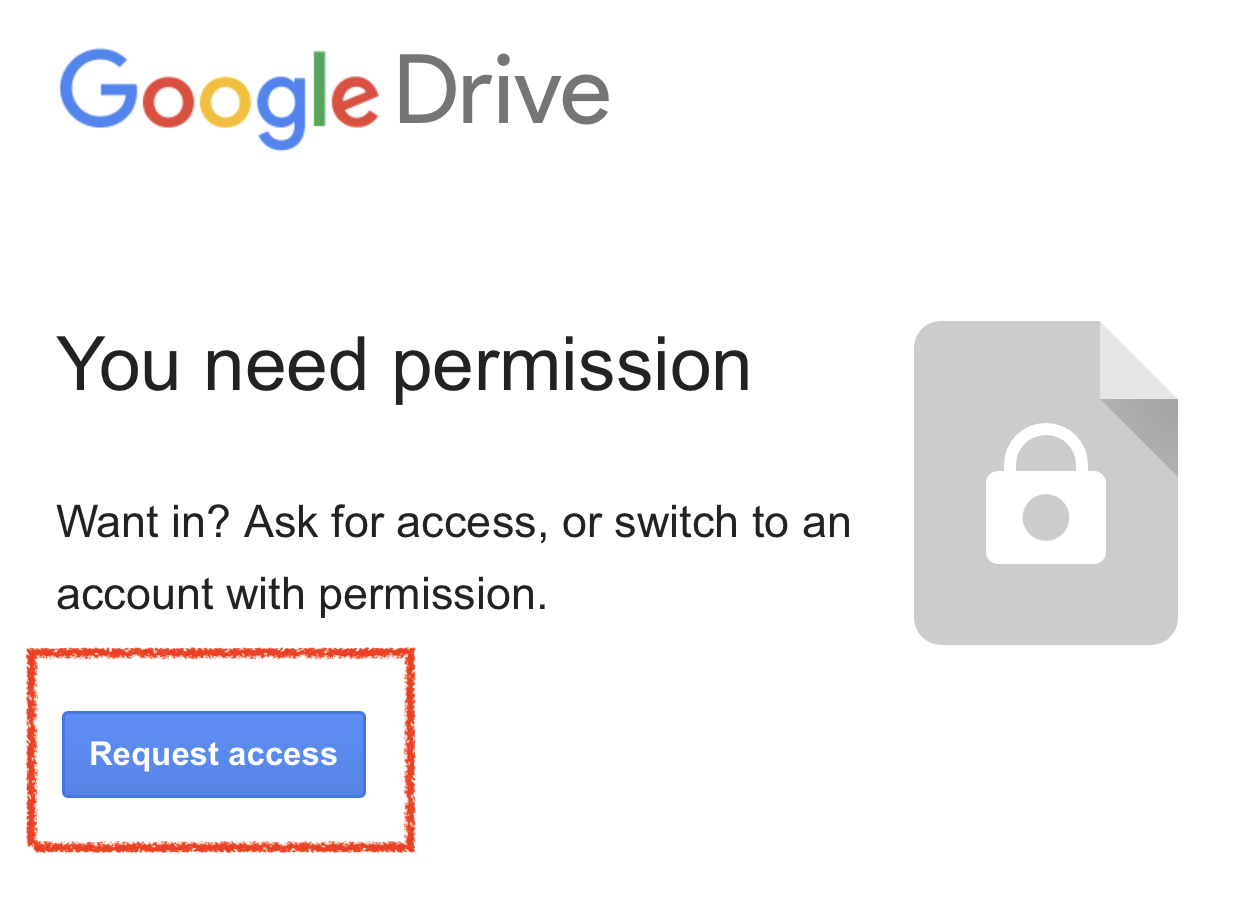 Google Drive
You need permission
Want in? Ask for access, or switch to an
account with permission.
Request access